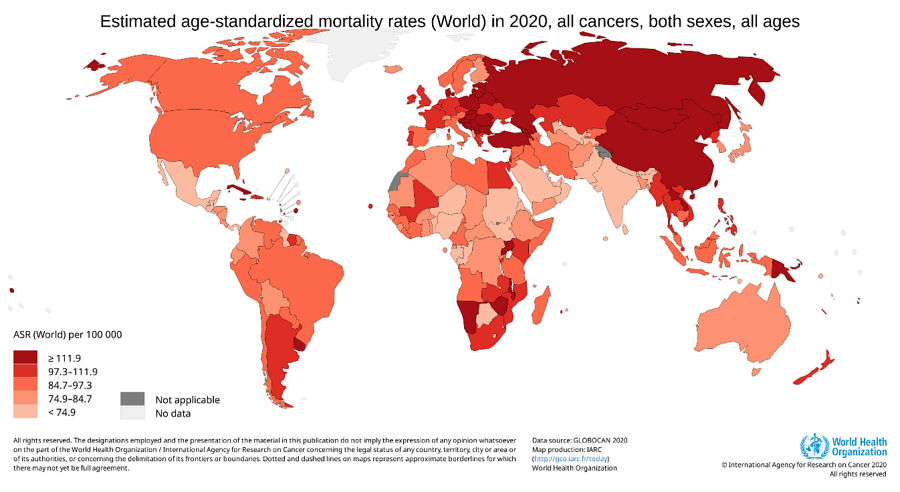 Estimated age-standardized mortality rates (World) in 2020, all cancers, both sexes, all ages
ASR (World) per 100 000
≥ 111.9
97.3–111.9
84.7–97.3
74.9–84.7
< 74.9
Not applicable
No data
All rights reserved. The designations employed and the presentation of the material in this publication do not imply the expression of any opinion whatsoever
on the part of the World Health Organization / International Agency for Research on Cancer concerning the legal status of any country, territory, city or area or
of its authorities, or concerning the delimitation of its frontiers or boundaries. Dotted and dashed lines on maps represent approximate borderlines for which
there may not yet be full agreement.
Data source: GLOBOCAN 2020
Map production: IARC
(http://gco.iarc.fr/today)
World Health Organization
World Health
Organization
© International Agency for Research on Cancer 2020
All rights reserved